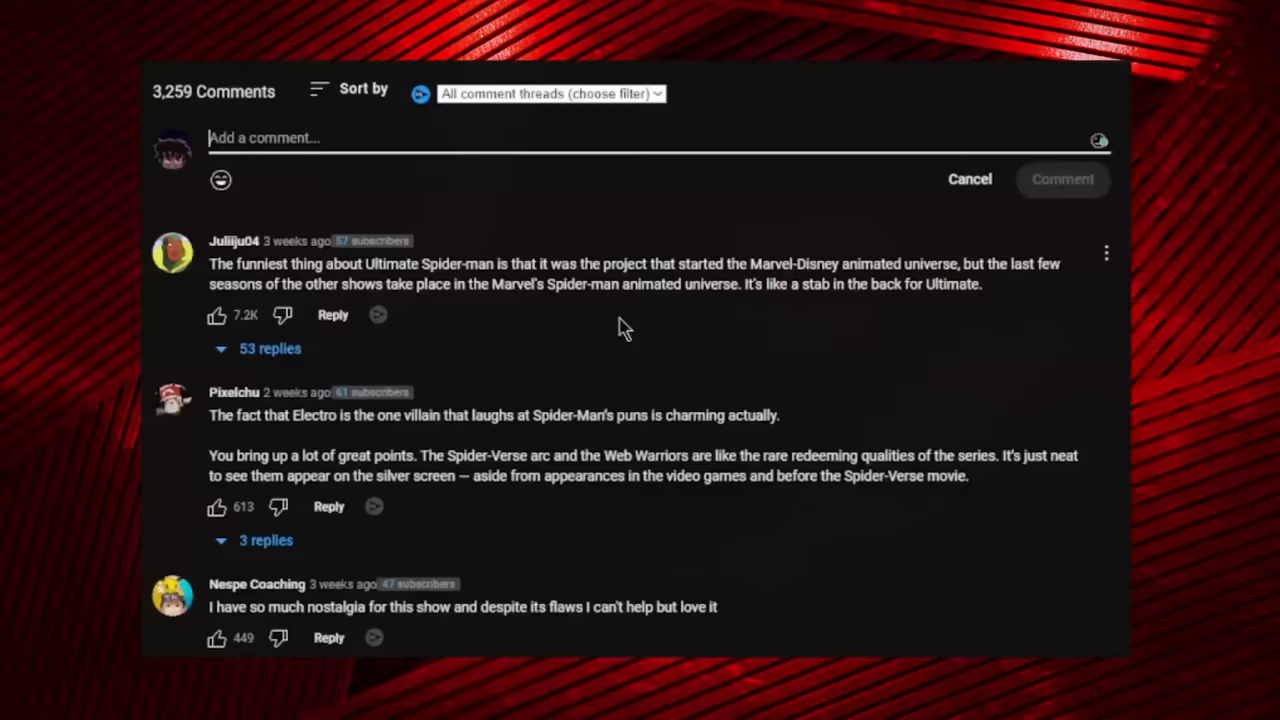 3,259 Comments
Sort by
All comment threads (choose filter)
Add a comment...
Cancel
Comment
Juliiju04 3 weeks ago 57 subscribers
The funniest thing about Ultimate Spider-man is that it was the project that started the Marvel-Disney animated universe, but the last few
seasons of the other shows take place in the Marvel's Spider-man animated universe. It's like a stab in the back for Ultimate.
7.2K
Reply
53 replies
Pixelchu 2 weeks ago 61 subscribers
The fact that Electro is the one villain that laughs at Spider-Man's puns is charming actually.
You bring up a lot of great points. The Spider-Verse arc and the Web Warriors are like the rare redeeming qualities of the series. It's just neat
to see them appear on the silver screen — aside from appearances in the video games and before the Spider-Verse movie.
613
Reply
3 replies
Nespe Coaching 3 weeks ago 47 subscribers
I have so much nostalgia for this show and despite its flaws I can't help but love it
449
Reply